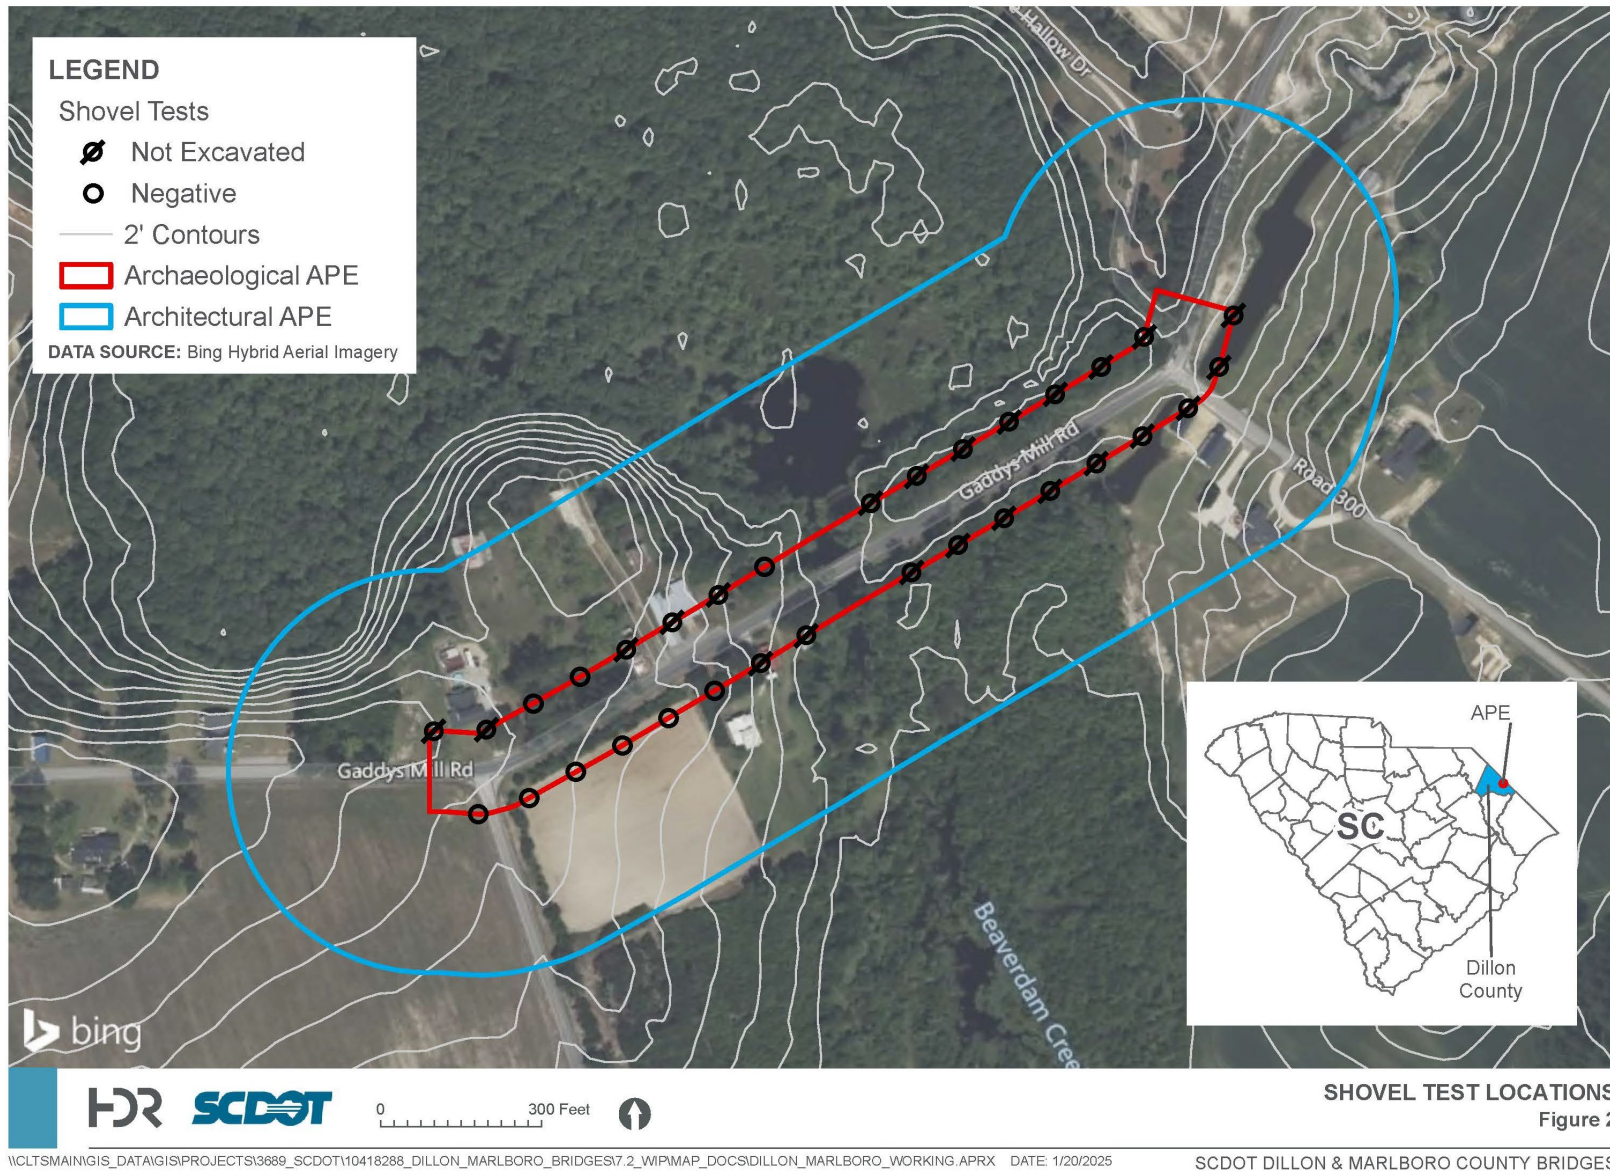 LEGEND
Shovel Tests
Not Excavated
Negative
2' Contours
Archaeological APE
Architectural APE
DATA SOURCE: Bing Hybrid Aerial Imagery
Hallow Dr
Gaddys Mill Rd
Road 300
Gaddys Mill Rd
Beaverdam Cree
APE
SC
Dillon
County
bing
HDR
SCDOT
0 300 Feet
SHOVEL TEST LOCATIONS
Figure 2
\\CLTSMAIN\GIS_DATA\GIS\PROJECTS\3689_SCDOT\10418288_DILLON_MARLBORO_BRIDGES\7.2_WIP\MAP_DOCS\DILLON_MARLBORO_WORKING.APRX DATE: 1/20/2025
SCDOT DILLON & MARLBORO COUNTY BRIDGES